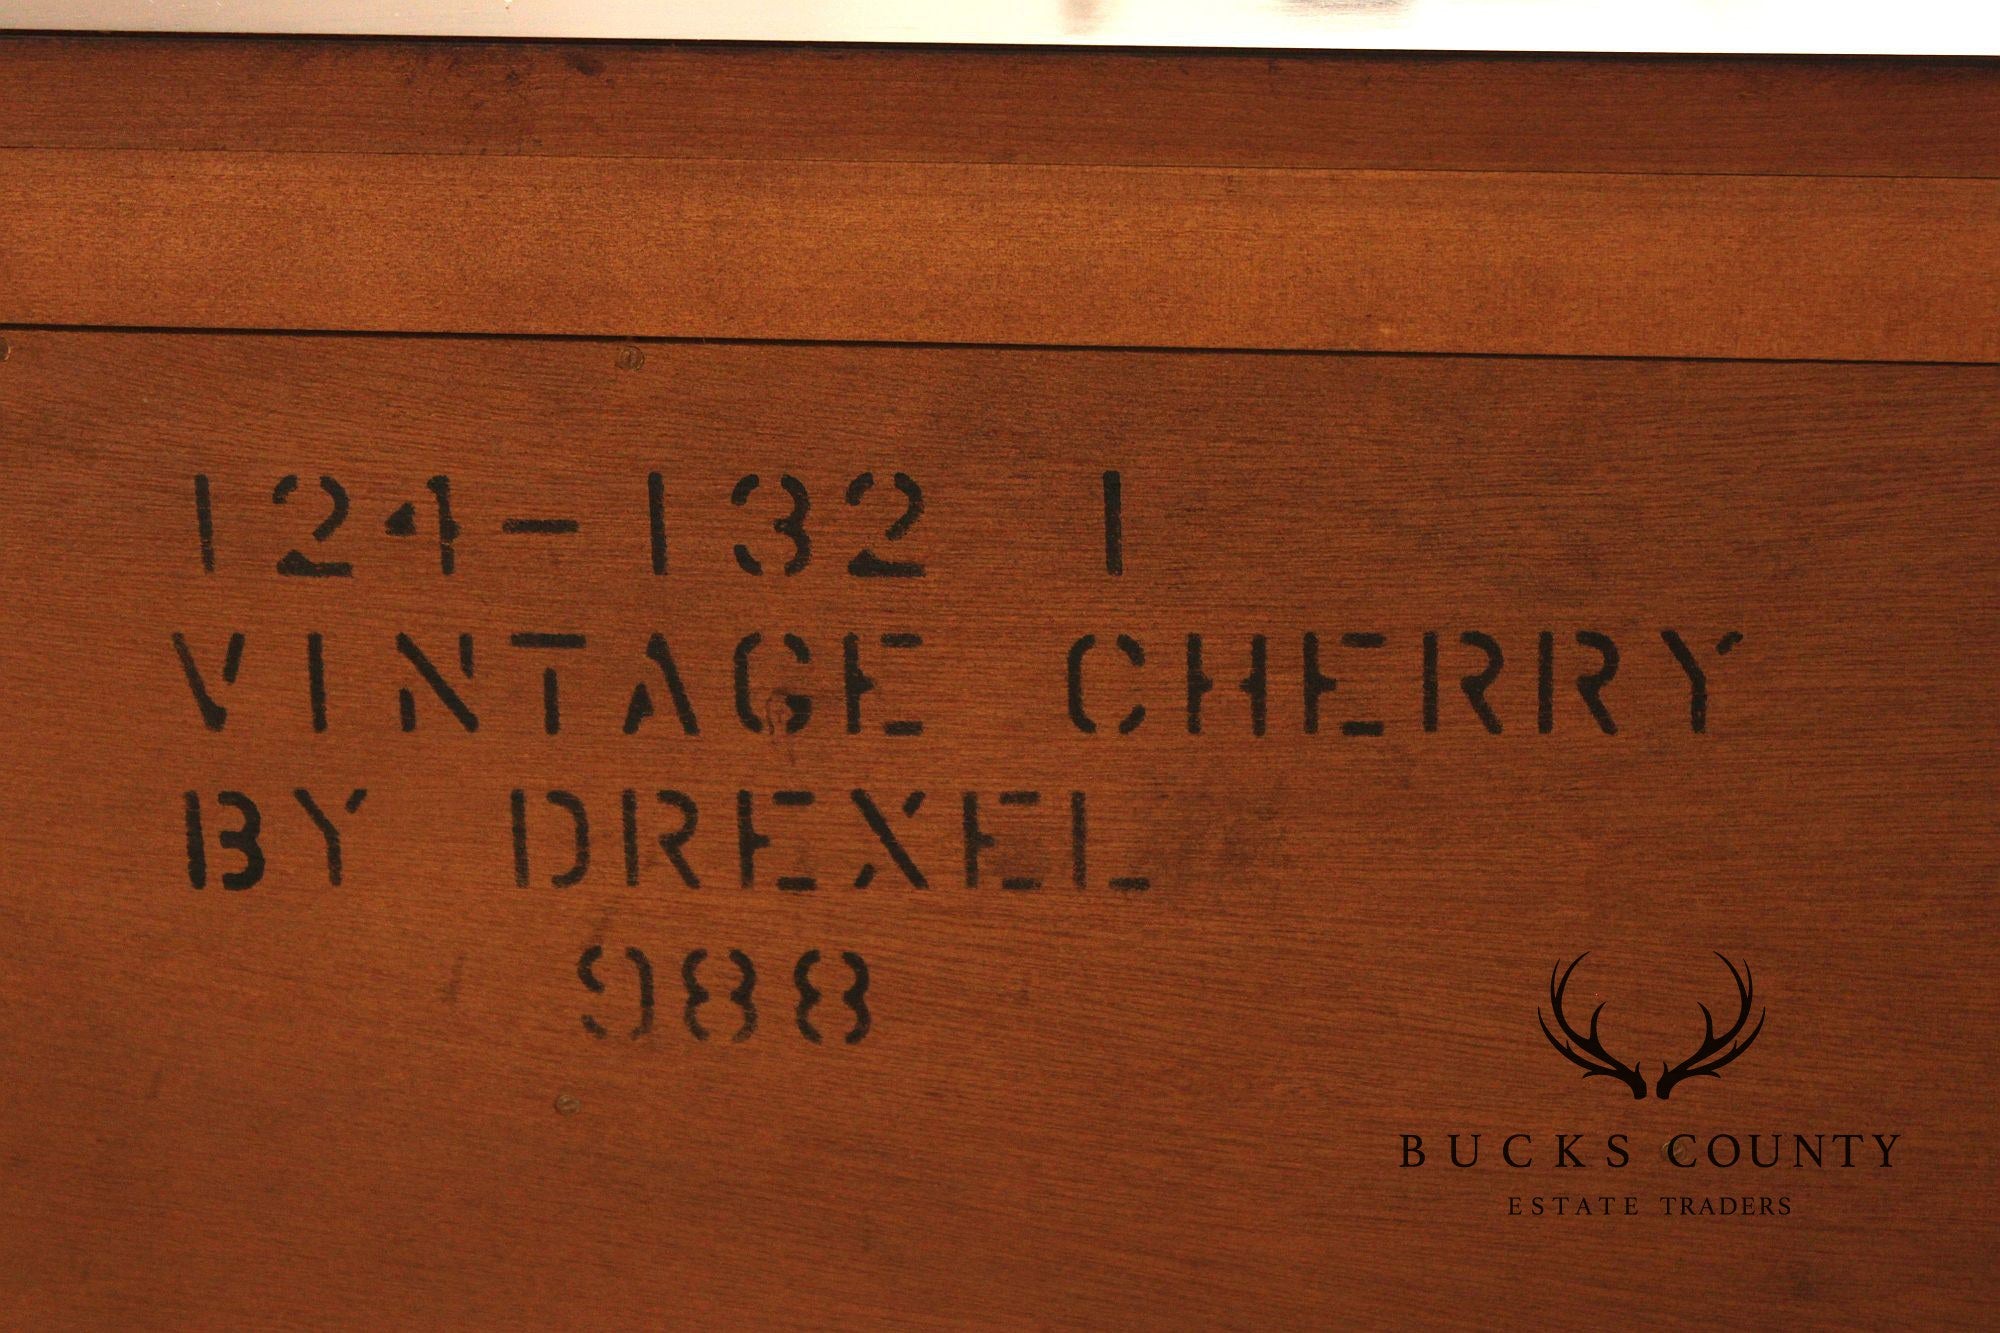 124-132 1
VINTAGE CHERRY
BY DREXEL
988
BUCKS COUNTY
ESTATE TRADERS